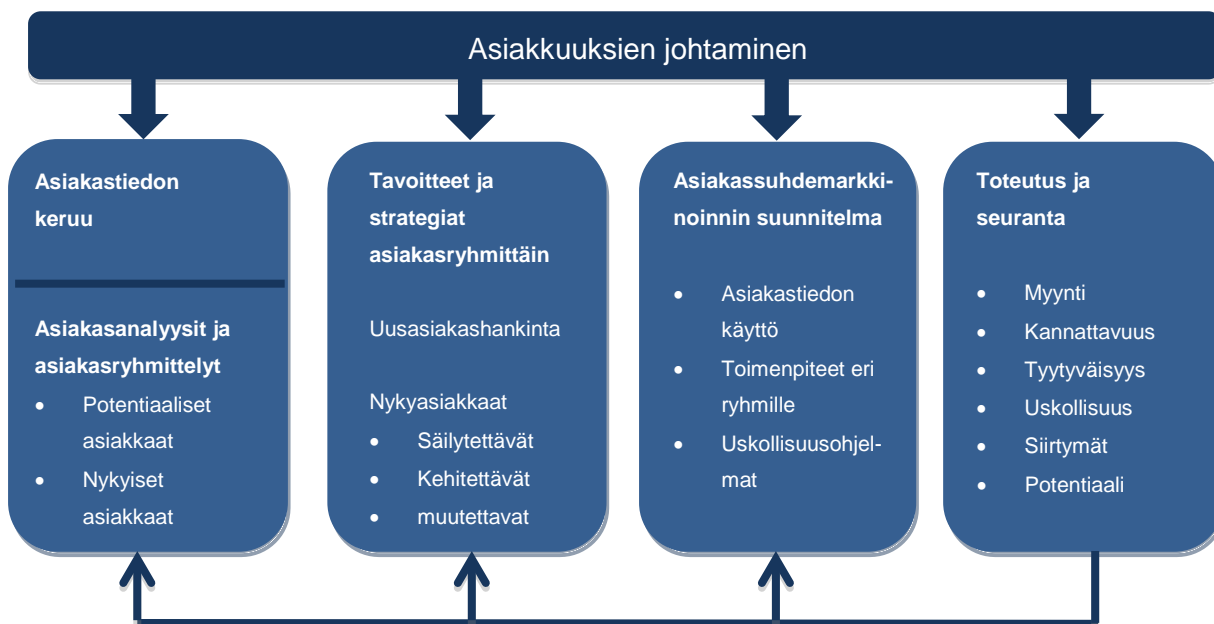 Asiakkuuksien johtaminen
Asiakastiedon
keruu
Asiakasanalyysit ja
asiakasryhmittelyt
• Potentiaaliset
asiakkaat
• Nykyiset
asiakkaat
Tavoitteet ja
strategiat
asiakasryhmittäin
Uusasiakashankinta
Nykyasiakkaat
• Säilytettävät
• Kehitettävät
• muutettavat
Asiakassuhdemarkki-
noinnin suunnitelma
• Asiakastiedon
käyttö
• Toimenpiteet eri
ryhmille
• Uskollisuusohjel-
mat
Toteutus ja
seuranta
• Myynti
• Kannattavuus
• Tyytyväisyys
• Uskollisuus
• Siirtymät
• Potentiaali